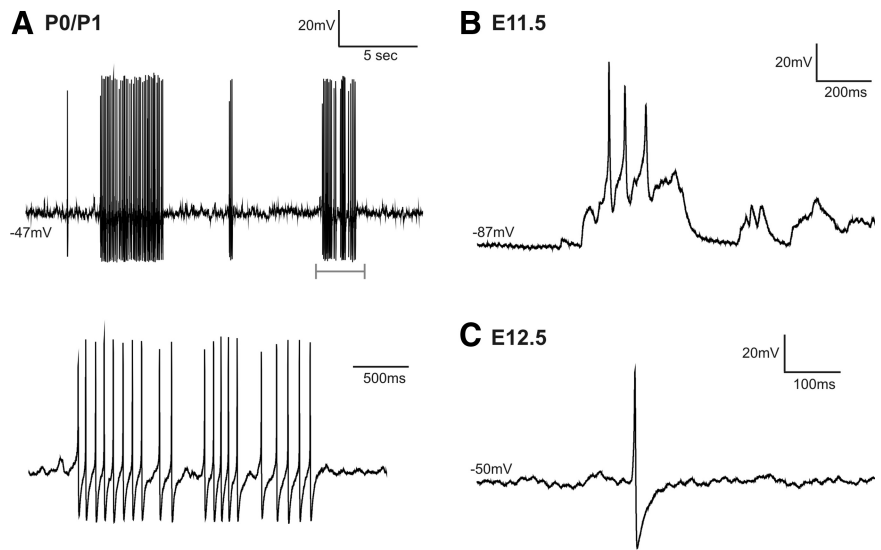 A P0/P1
20mV
5 sec
-47mV
500ms
B E11.5
20mV
200ms
-87mV
C E12.5
20mV
100ms
-50mV